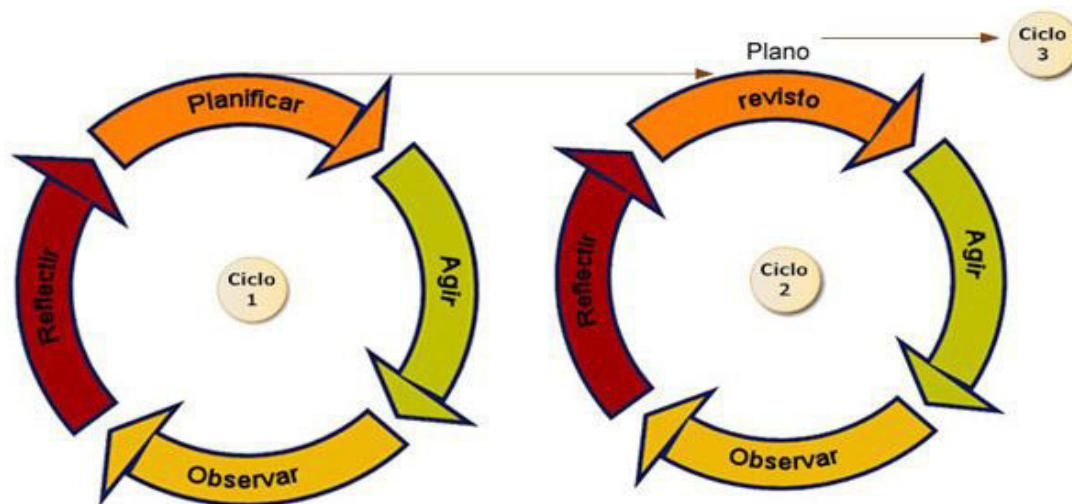 Planificar
Agir
Observar
Reflectir
Ciclo
1
Plano
revisto
Agir
Observar
Reflectir
Ciclo
2
Ciclo
3